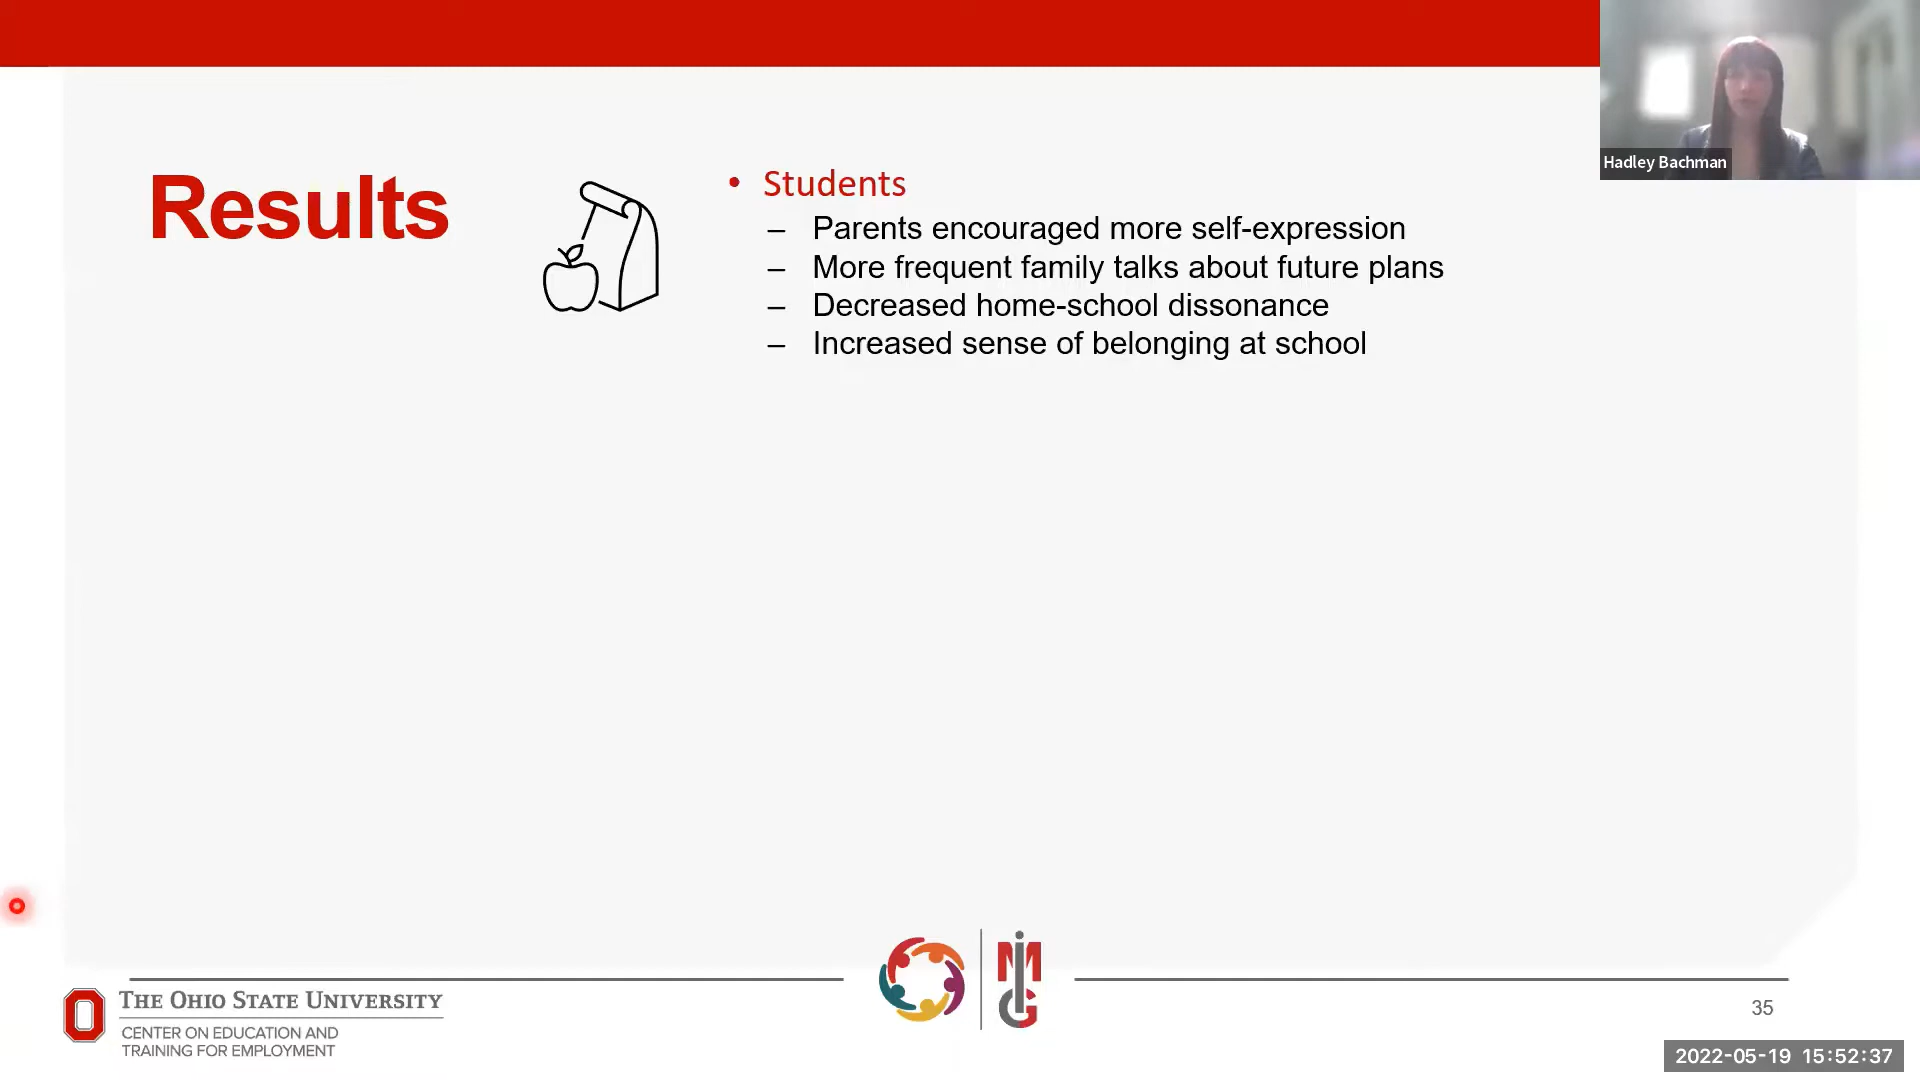 Hadley Bachman
Results
• Students
– Parents encouraged more self-expression
– More frequent family talks about future plans
– Decreased home-school dissonance
– Increased sense of belonging at school
THE OHIO STATE UNIVERSITY
CENTER ON EDUCATION AND
TRAINING FOR EMPLOYMENT
MiG
35
2022-05-19 15:52:37